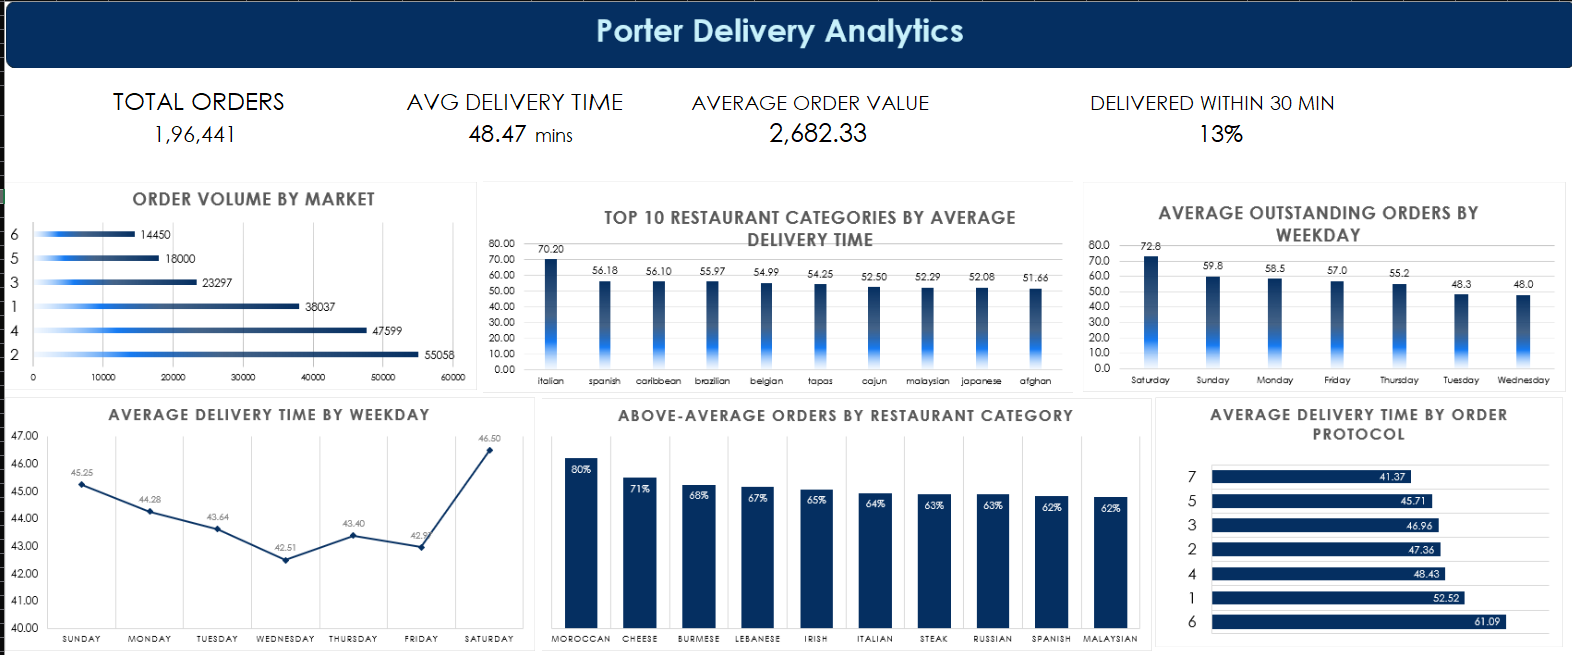 Porter Delivery Analytics
TOTAL ORDERS
1,96,441
AVG DELIVERY TIME
48.47 mins
AVERAGE ORDER VALUE
2,682.33
DELIVERED WITHIN 30 MIN
13%
ORDER VOLUME BY MARKET
6 14450
5 18000
3 23297
1 38037
4 47599
2 55058
0 10000 20000 30000 40000 50000 60000
TOP 10 RESTAURANT CATEGORIES BY AVERAGE
DELIVERY TIME
80.00
70.00
60.00
50.00
40.00
30.00
20.00
10.00
0.00
70.20 56.18 56.10 55.97 54.99 54.25 52.50 52.29 52.08 51.66
italian spanish caribbean brazilian belgian tapas cajun malaysian japanese afghan
AVERAGE OUTSTANDING ORDERS BY
WEEKDAY
80.0
70.0
60.0
50.0
40.0
30.0
20.0
10.0
0.0
72.8 59.8 58.5 57.0 55.2 48.3 48.0
Saturday Sunday Monday Friday Thursday Tuesday Wednesday
AVERAGE DELIVERY TIME BY WEEKDAY
47.00
46.00
45.00
44.00
43.00
42.00
41.00
40.00
45.25 44.28 43.64 42.51 43.40 46.50
SUNDAY MONDAY TUESDAY WEDNESDAY THURSDAY FRIDAY SATURDAY
ABOVE-AVERAGE ORDERS BY RESTAURANT CATEGORY
80% 71% 68% 67% 65% 64% 63% 63% 62% 62%
MOROCCAN CHEESE BURMESE LEBANESE IRISH ITALIAN STEAK RUSSIAN SPANISH MALAYSIAN
AVERAGE DELIVERY TIME BY ORDER
PROTOCOL
7 41.37
5 45.71
3 46.96
2 47.36
4 48.43
1 52.52
6 61.09